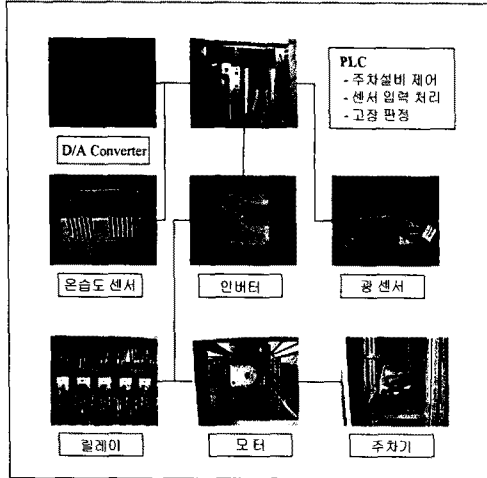 PLC
- 주차설비 제어
- 센서 입력 처리
- 고장 판정
D/A Converter
온습도 센서
인버터
광 센서
릴레이
모터
주차기